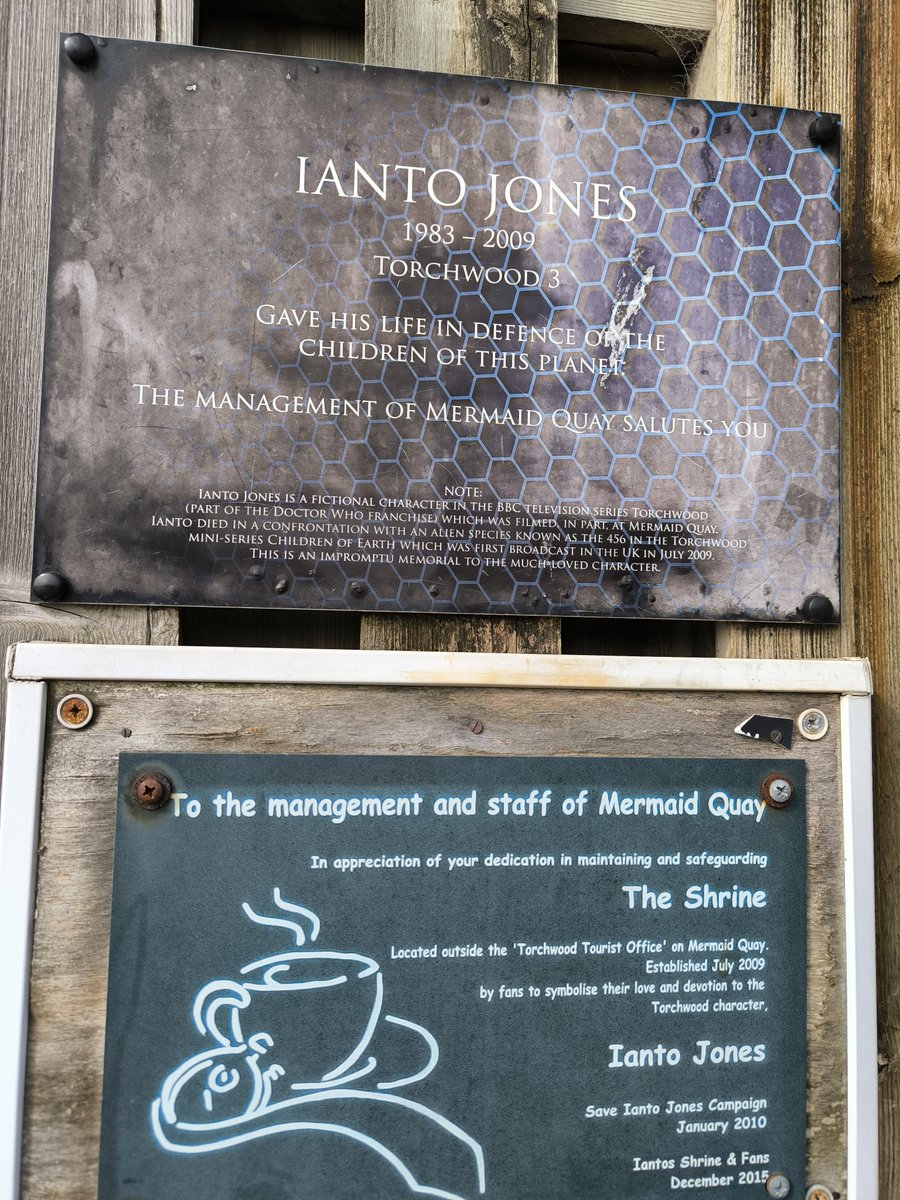 IANTO JONES
1983 – 2009
TORCHWOOD 3
GAVE HIS LIFE IN DEFENCE OF THE
CHILDREN OF THIS PLANET.
THE MANAGEMENT OF MERMAID QUAY SALUTES YOU
NOTE:
IANTO JONES IS A FICTIONAL CHARACTER IN THE BBC TELEVISION SERIES TORCHWOOD
(PART OF THE DOCTOR WHO FRANCHISE) WHICH WAS FILMED, IN PART, AT MERMAID QUAY.
IANTO DIED IN A CONFRONTATION WITH AN ALIEN SPECIES KNOWN AS THE 456 IN THE TORCHWOOD
MINI-SERIES CHILDREN OF EARTH WHICH WAS FIRST BROADCAST IN THE UK IN JULY 2009.
THIS IS AN IMPROMPTU MEMORIAL TO THE MUCH-LOVED CHARACTER.
To the management and staff of Mermaid Quay
In appreciation of your dedication in maintaining and safeguarding
The Shrine
Located outside the 'Torchwood Tourist Office' on Mermaid Quay.
Established July 2009
by fans to symbolise their love and devotion to the
Torchwood character,
Ianto Jones
Save Ianto Jones Campaign
January 2010
Iantos Shrine & Fans
December 2015